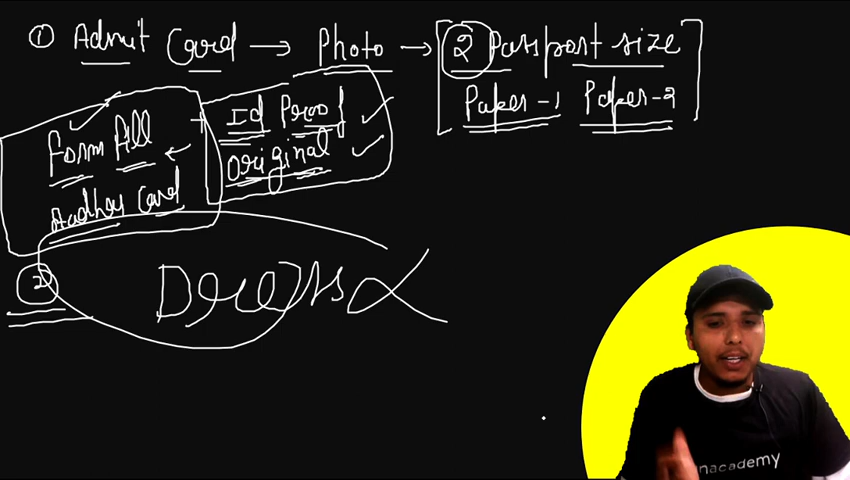 ① Admit Card → Photo → [2 Passport size
Paper-1 Paper-2]
+ Id Proof ✓
Original ✓
← Form fill ✓
Aadhar Card
② Dress
nacademy